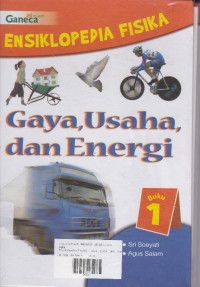 Ganeca
ENSIKLOPEDIA FISIKA
Gaya, Usaha,
dan Energi
Buku
1
• Sri Soeyati
• Agus Salam